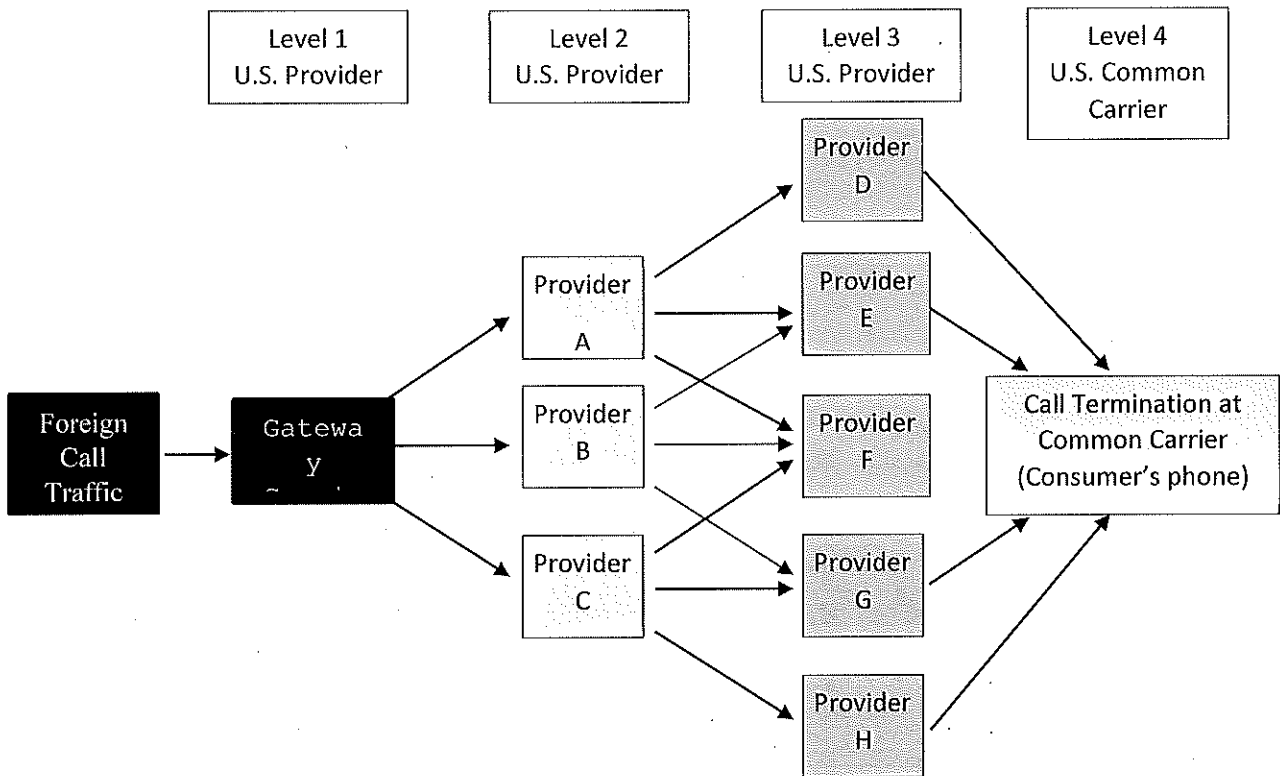 Level 1
U.S. Provider
Level 2
U.S. Provider
Level 3
U.S. Provider
Level 4
U.S. Common
Carrier
Foreign
Call
Traffic
Gatewa
y
Provider
A
Provider
B
Provider
C
Provider
D
Provider
E
Provider
F
Provider
G
Provider
H
Call Termination at
Common Carrier
(Consumer's phone)